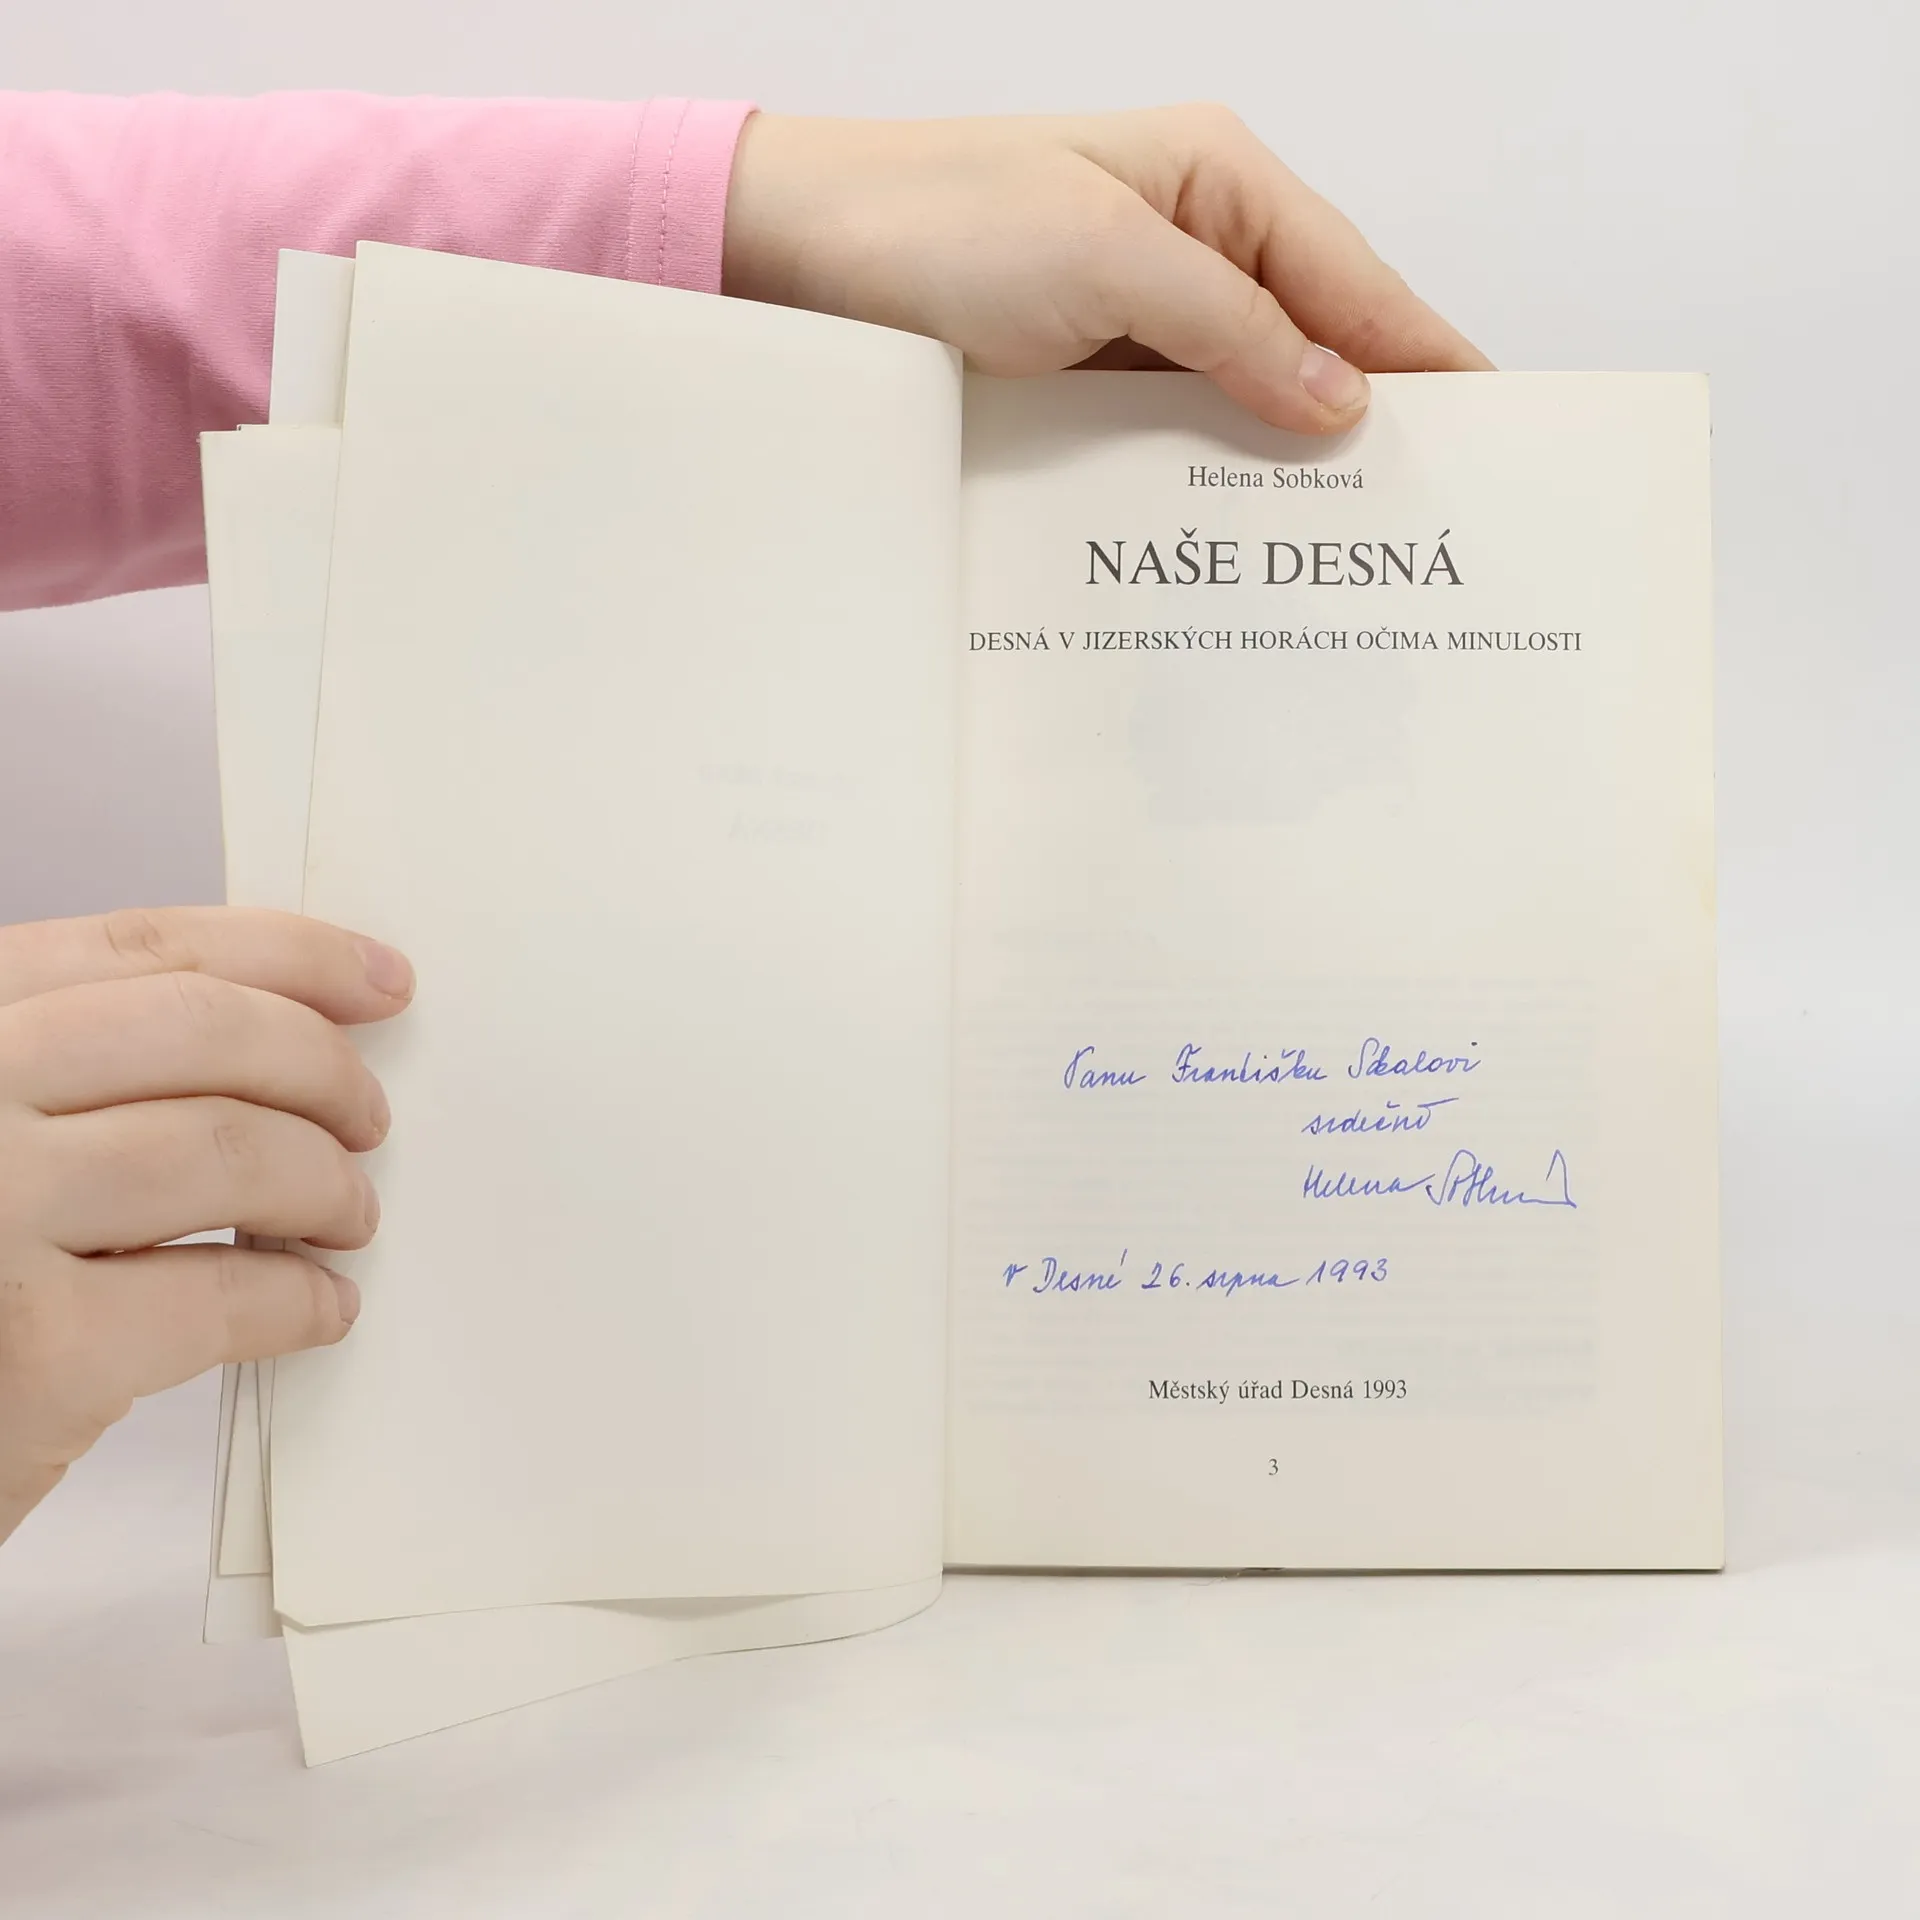 Helena Sobková
NAŠE DESNÁ
DESNÁ V JIZERSKÝCH HORÁCH OČIMA MINULOSTI
Panu Františku
srdečně
Helena Sobková
v Desné 26. srpna 1993
Městský úřad Desná 1993
3